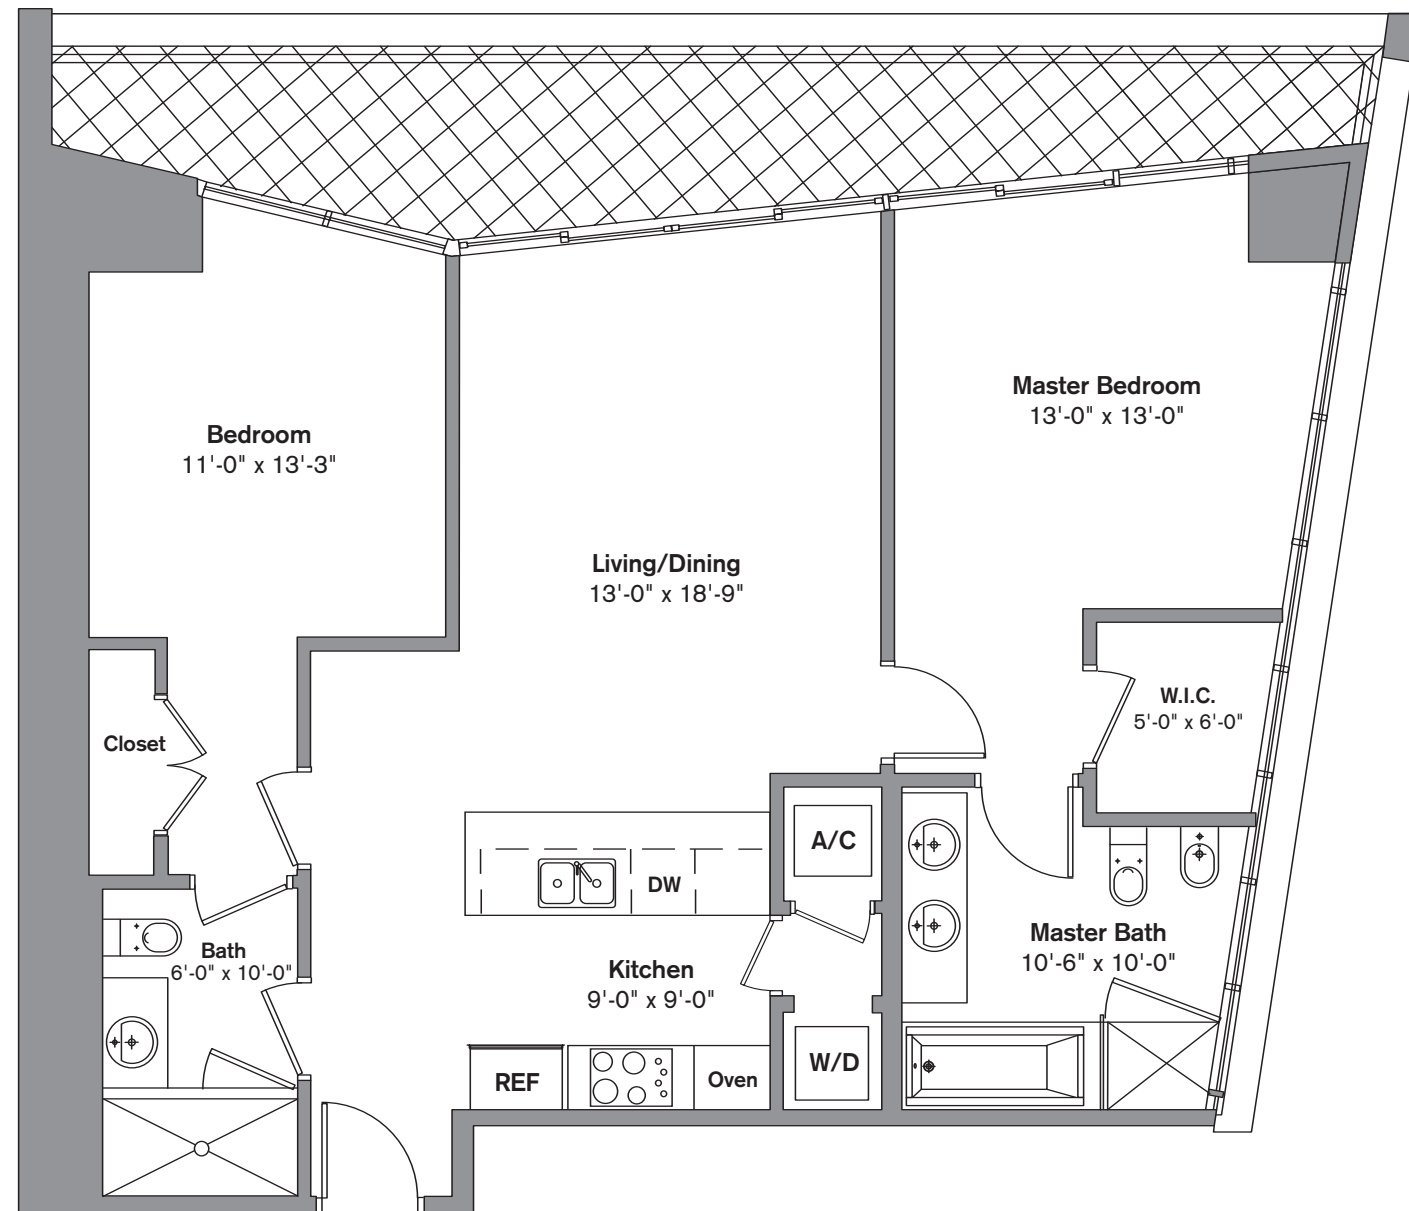 Master Bedroom
13'-0" x 13'-0"
Bedroom
11'-0" x 13'-3"
Living/Dining
13'-0" x 18'-9"
W.I.C.
5'-0" x 6'-0"
Closet
A/C
DW
Bath
6'-0" x 10'-0"
Master Bath
10'-6" x 10'-0"
Kitchen
9'-0" x 9'-0"
W/D
REF
Oven